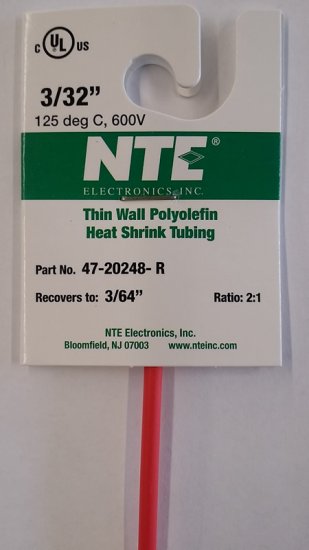 c UL US
3/32”
125 deg C, 600V
NTE®
ELECTRONICS, INC.
Thin Wall Polyolefin
Heat Shrink Tubing
Part No. 47-20248- R
Recovers to: 3/64” Ratio: 2:1
NTE Electronics, Inc.
Bloomfield, NJ 07003 www.nteinc.com